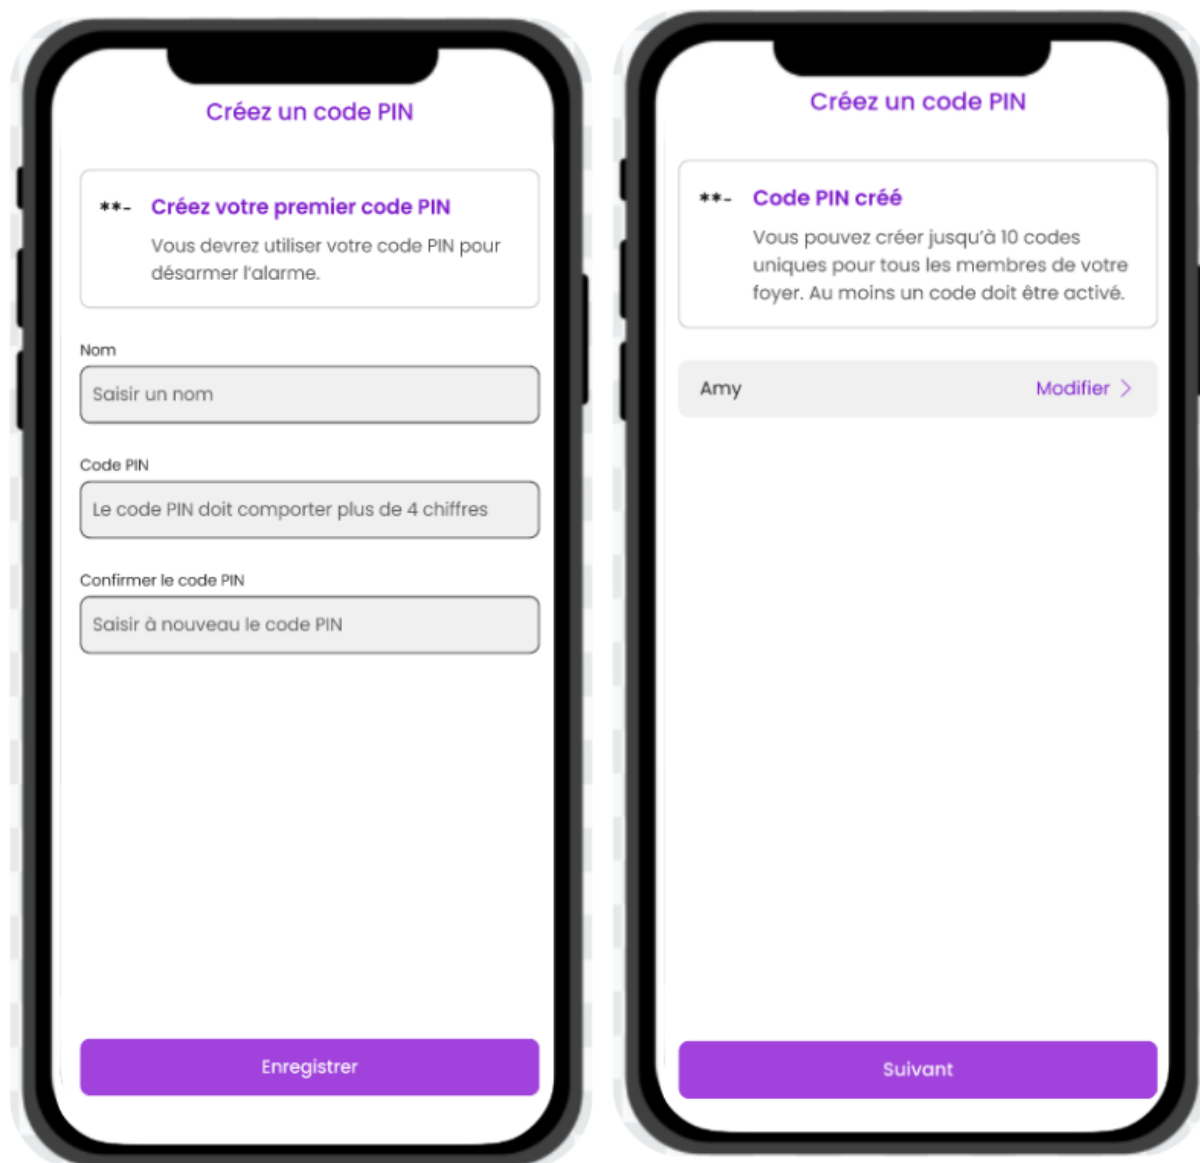 Créez un code PIN
**- Créez votre premier code PIN
Vous devrez utiliser votre code PIN pour
désarmer l'alarme.
Nom
Saisir un nom
Code PIN
Le code PIN doit comporter plus de 4 chiffres
Confirmer le code PIN
Saisir à nouveau le code PIN
Enregistrer
Créez un code PIN
**- Code PIN créé
Vous pouvez créer jusqu'à 10 codes
uniques pour tous les membres de votre
foyer. Au moins un code doit être activé.
Amy Modifier >
Suivant